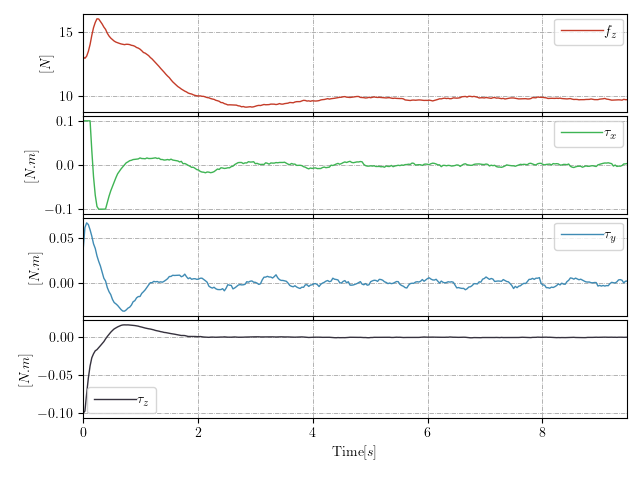 15
10
[N]
f_z
0.1
0.0
−0.1
[N.m]
τ_x
0.05
0.00
[N.m]
τ_y
0.00
−0.05
−0.10
[N.m]
τ_z
0 2 4 6 8
Time[s]